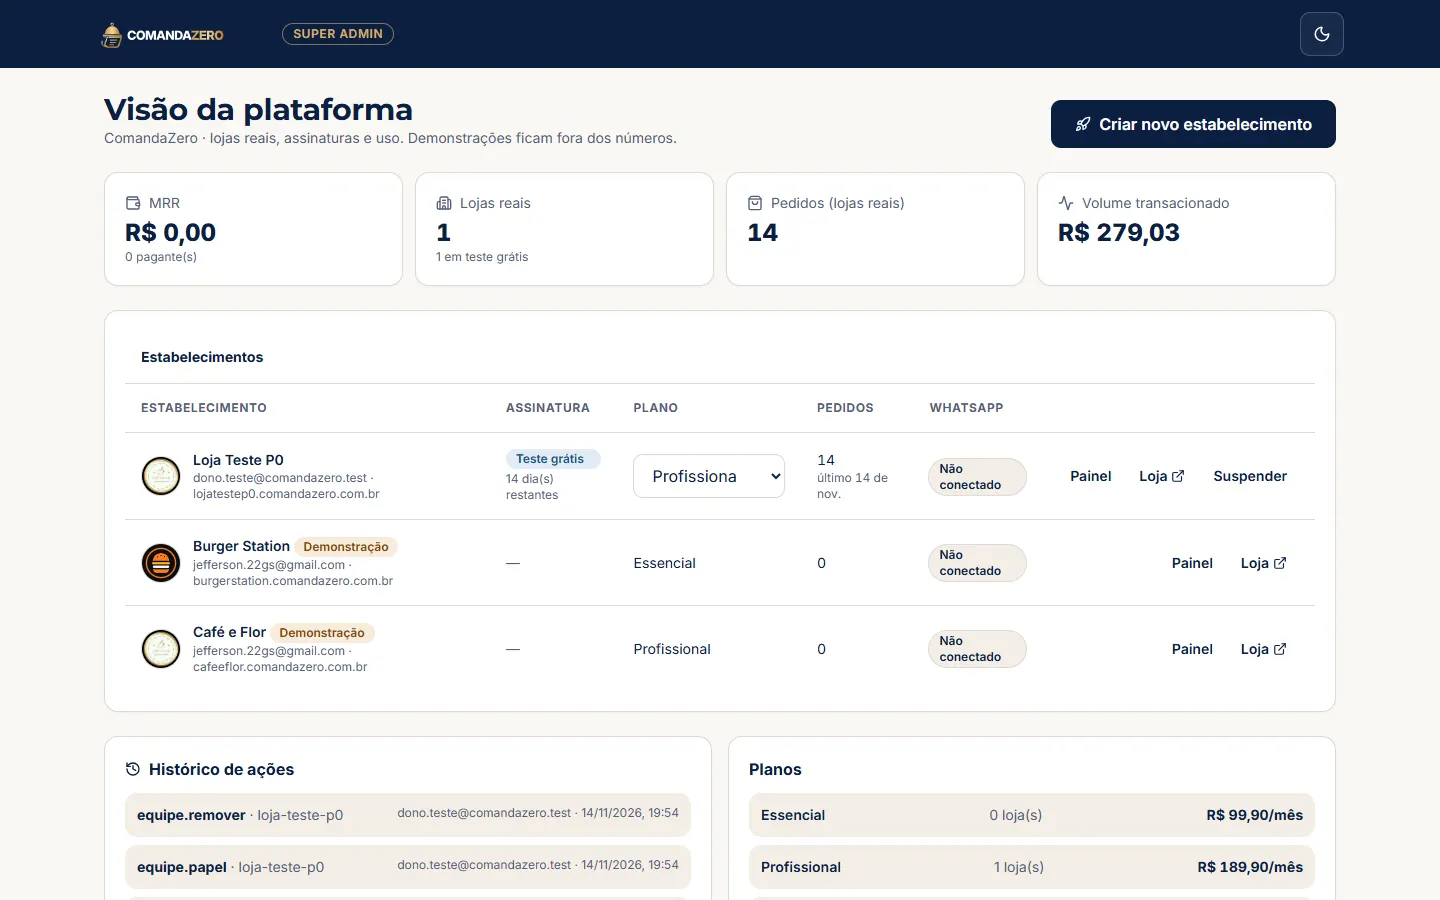 COMANDAZERO
SUPER ADMIN
Visão da plataforma
ComandaZero · lojas reais, assinaturas e uso. Demonstrações ficam fora dos números.
Criar novo estabelecimento
MRR
R$ 0,00
0 pagante(s)
Lojas reais
1
1 em teste grátis
Pedidos (lojas reais)
14
Volume transacionado
R$ 279,03
Estabelecimentos
ESTABELECIMENTO ASSINATURA PLANO PEDIDOS WHATSAPP
Loja Teste P0
dono.teste@comandazero.test ·
lojatestep0.comandazero.com.br
Teste grátis
14 dia(s)
restantes
Profissiona
14
último 14 de
nov.
Não
conectado
Painel Loja Suspender
Burger Station Demonstração
jefferson.22gs@gmail.com ·
burgerstation.comandazero.com.br
—
Essencial
0
Não
conectado
Painel Loja
Café e Flor Demonstração
jefferson.22gs@gmail.com ·
cafeeflor.comandazero.com.br
—
Profissional
0
Não
conectado
Painel Loja
Histórico de ações
equipe.remover · loja-teste-p0 dono.teste@comandazero.test · 14/11/2026, 19:54
equipe.papel · loja-teste-p0 dono.teste@comandazero.test · 14/11/2026, 19:54
Planos
Essencial 0 loja(s) R$ 99,90/mês
Profissional 1 loja(s) R$ 189,90/mês